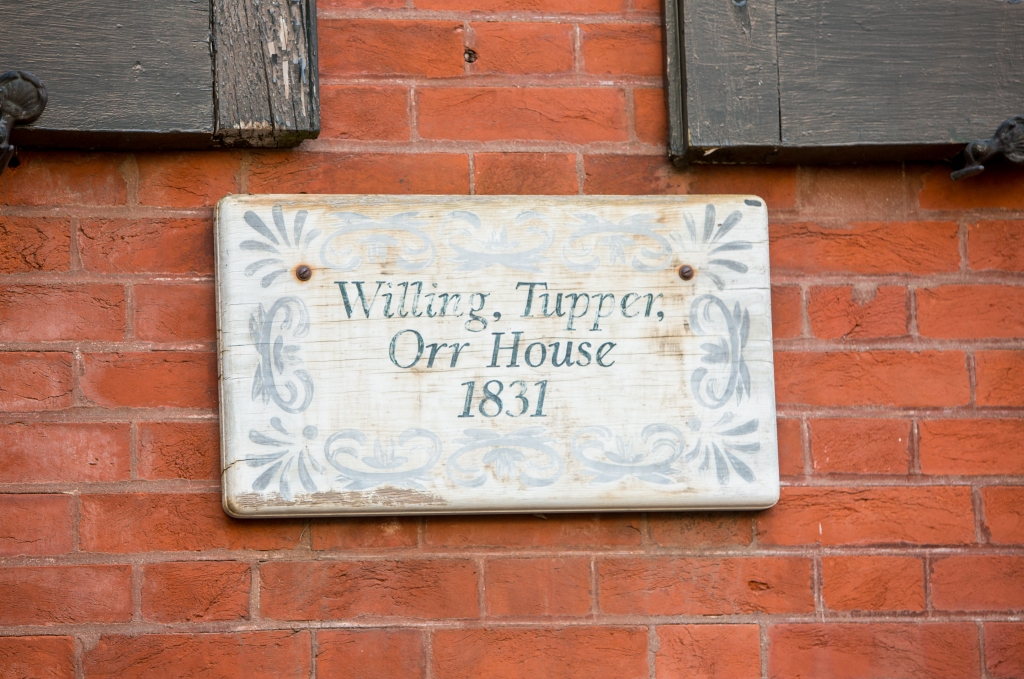 Willing, Tupper,
Orr House
1831